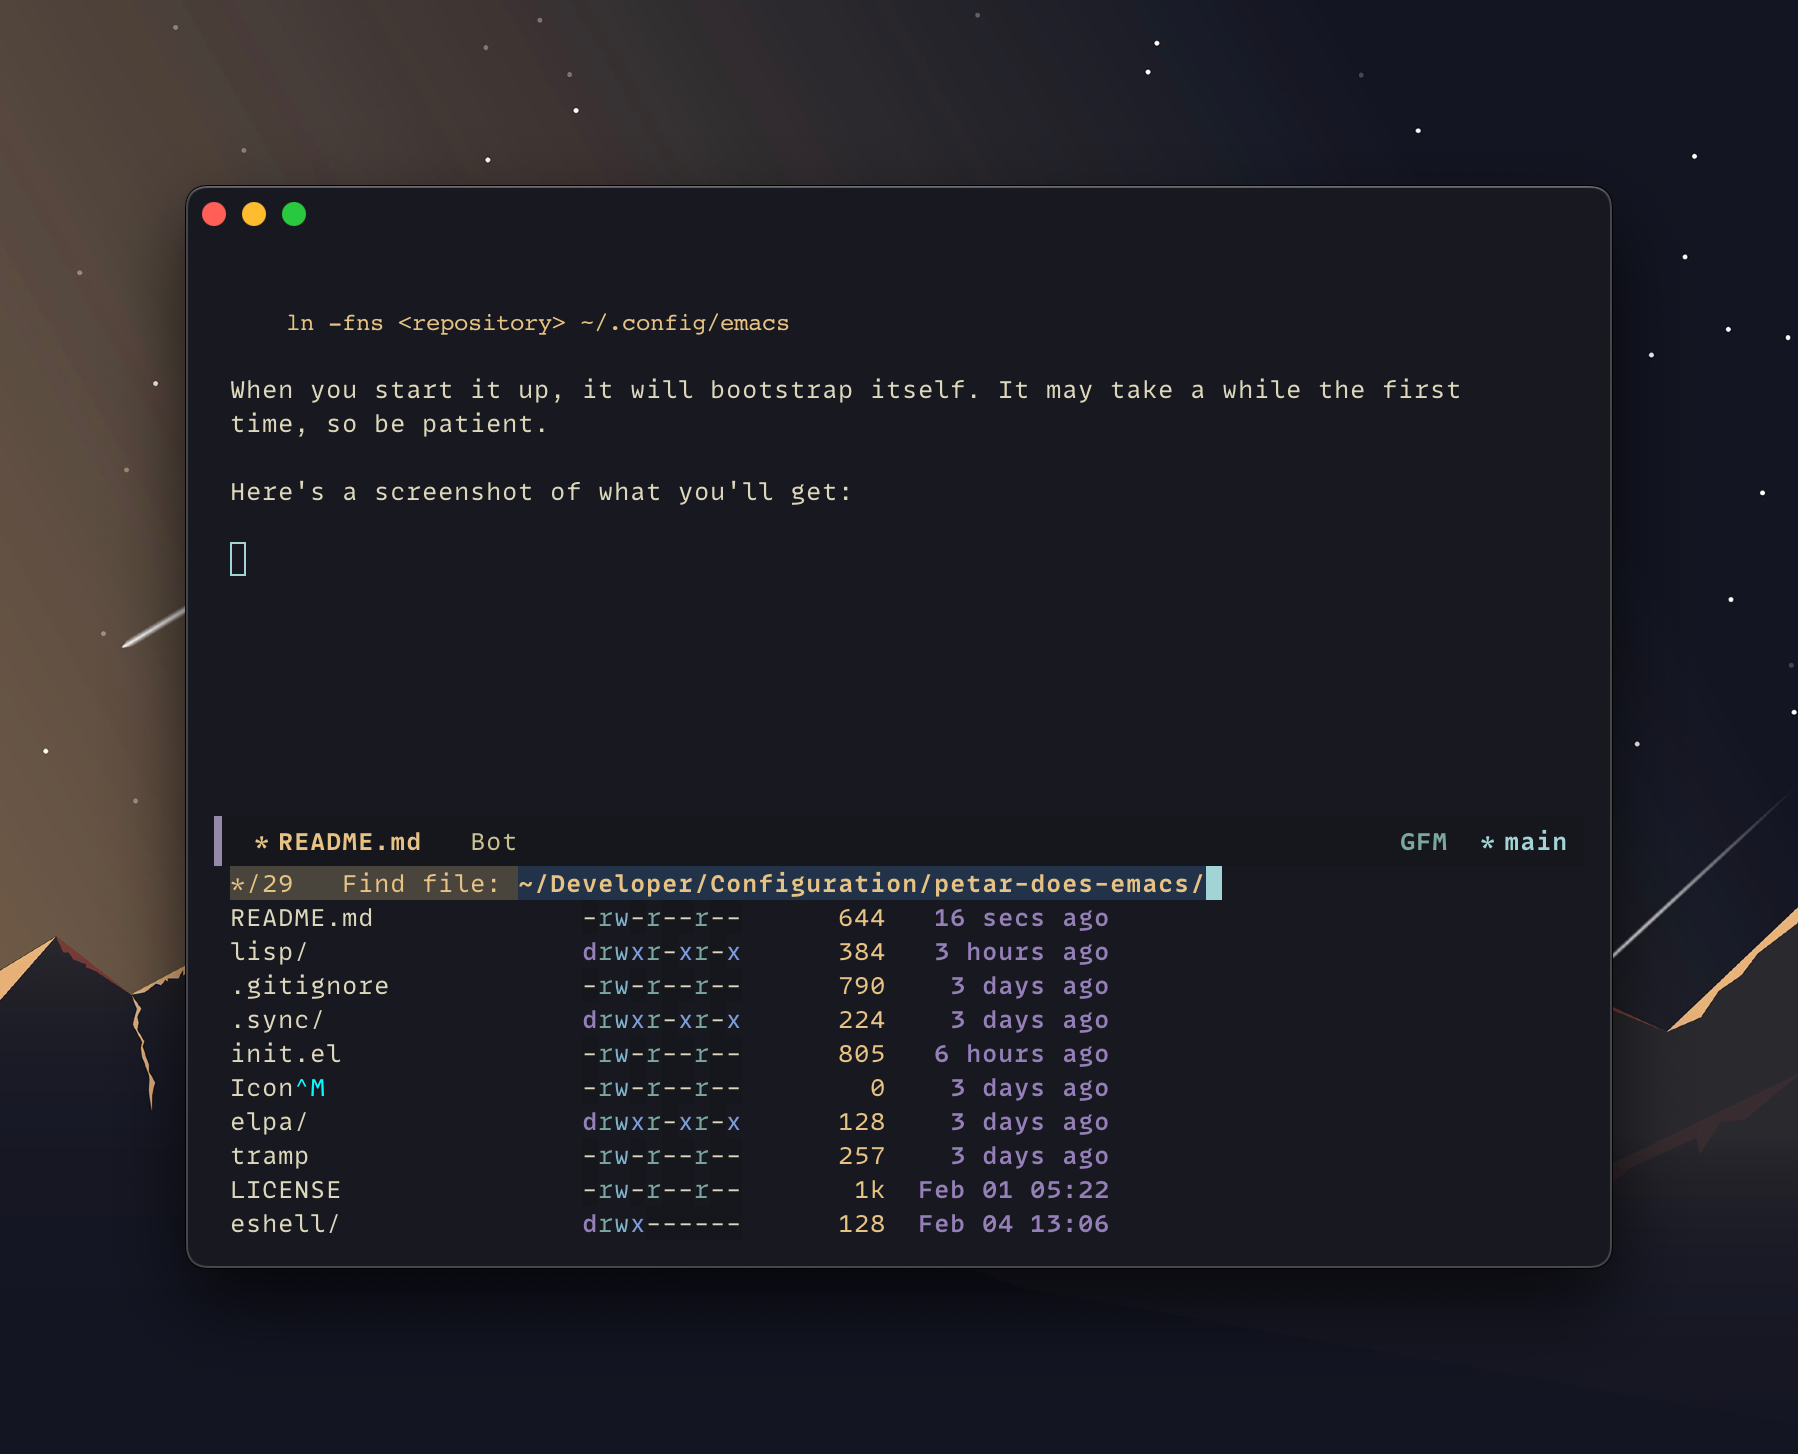 ln -fns <repository> ~/.config/emacs
When you start it up, it will bootstrap itself. It may take a while the first
time, so be patient.
Here's a screenshot of what you'll get:
* README.md Bot GFM * main
*/29 Find file: ~/Developer/Configuration/petar-does-emacs/
README.md -rw-r--r-- 644 16 secs ago
lisp/ drwxr-xr-x 384 3 hours ago
.gitignore -rw-r--r-- 790 3 days ago
.sync/ drwxr-xr-x 224 3 days ago
init.el -rw-r--r-- 805 6 hours ago
Icon^M -rw-r--r-- 0 3 days ago
elpa/ drwxr-xr-x 128 3 days ago
tramp -rw-r--r-- 257 3 days ago
LICENSE -rw-r--r-- 1k Feb 01 05:22
eshell/ drwx------ 128 Feb 04 13:06